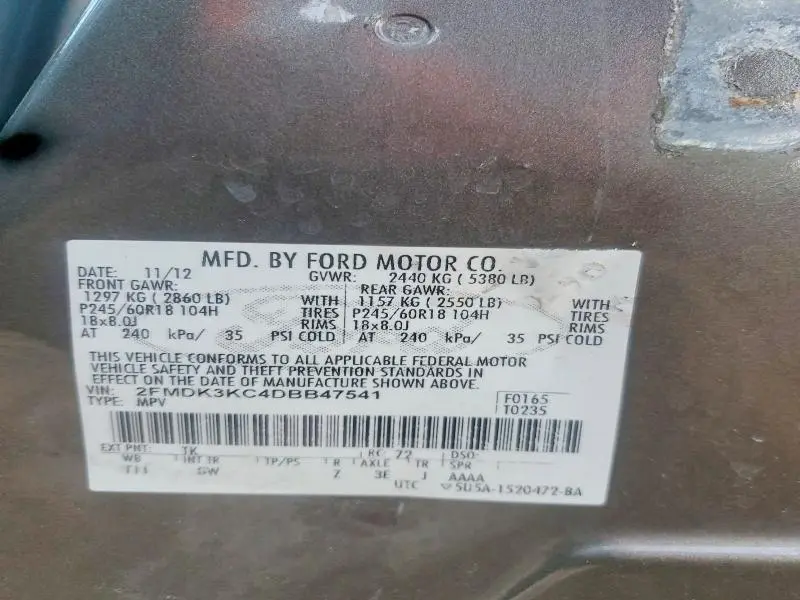 MFD. BY FORD MOTOR CO.
DATE: 11/12 GVWR: 2440 KG ( 5380 LB)
FRONT GAWR: REAR GAWR:
1297 KG ( 2860 LB) WITH 1157 KG ( 2550 LB) WITH
P245/60R18 104H TIRES P245/60R18 104H TIRES
18x8.0J RIMS 18x8.0J RIMS
AT 240 kPa/ 35 PSI COLD AT 240 kPa/ 35 PSI COLD
THIS VEHICLE CONFORMS TO ALL APPLICABLE FEDERAL MOTOR
VEHICLE SAFETY AND THEFT PREVENTION STANDARDS IN
EFFECT ON THE DATE OF MANUFACTURE SHOWN ABOVE.
VIN: 2FMDK3KC4DBB47541 F0165
TYPE: MPV T0235
EXT PNT: TK RC: 72 DSO:
WB INT TR TP/PS R AXLE TR SPR
SW Z 3E J AAAA
UTC 5U5A-1520472-BA